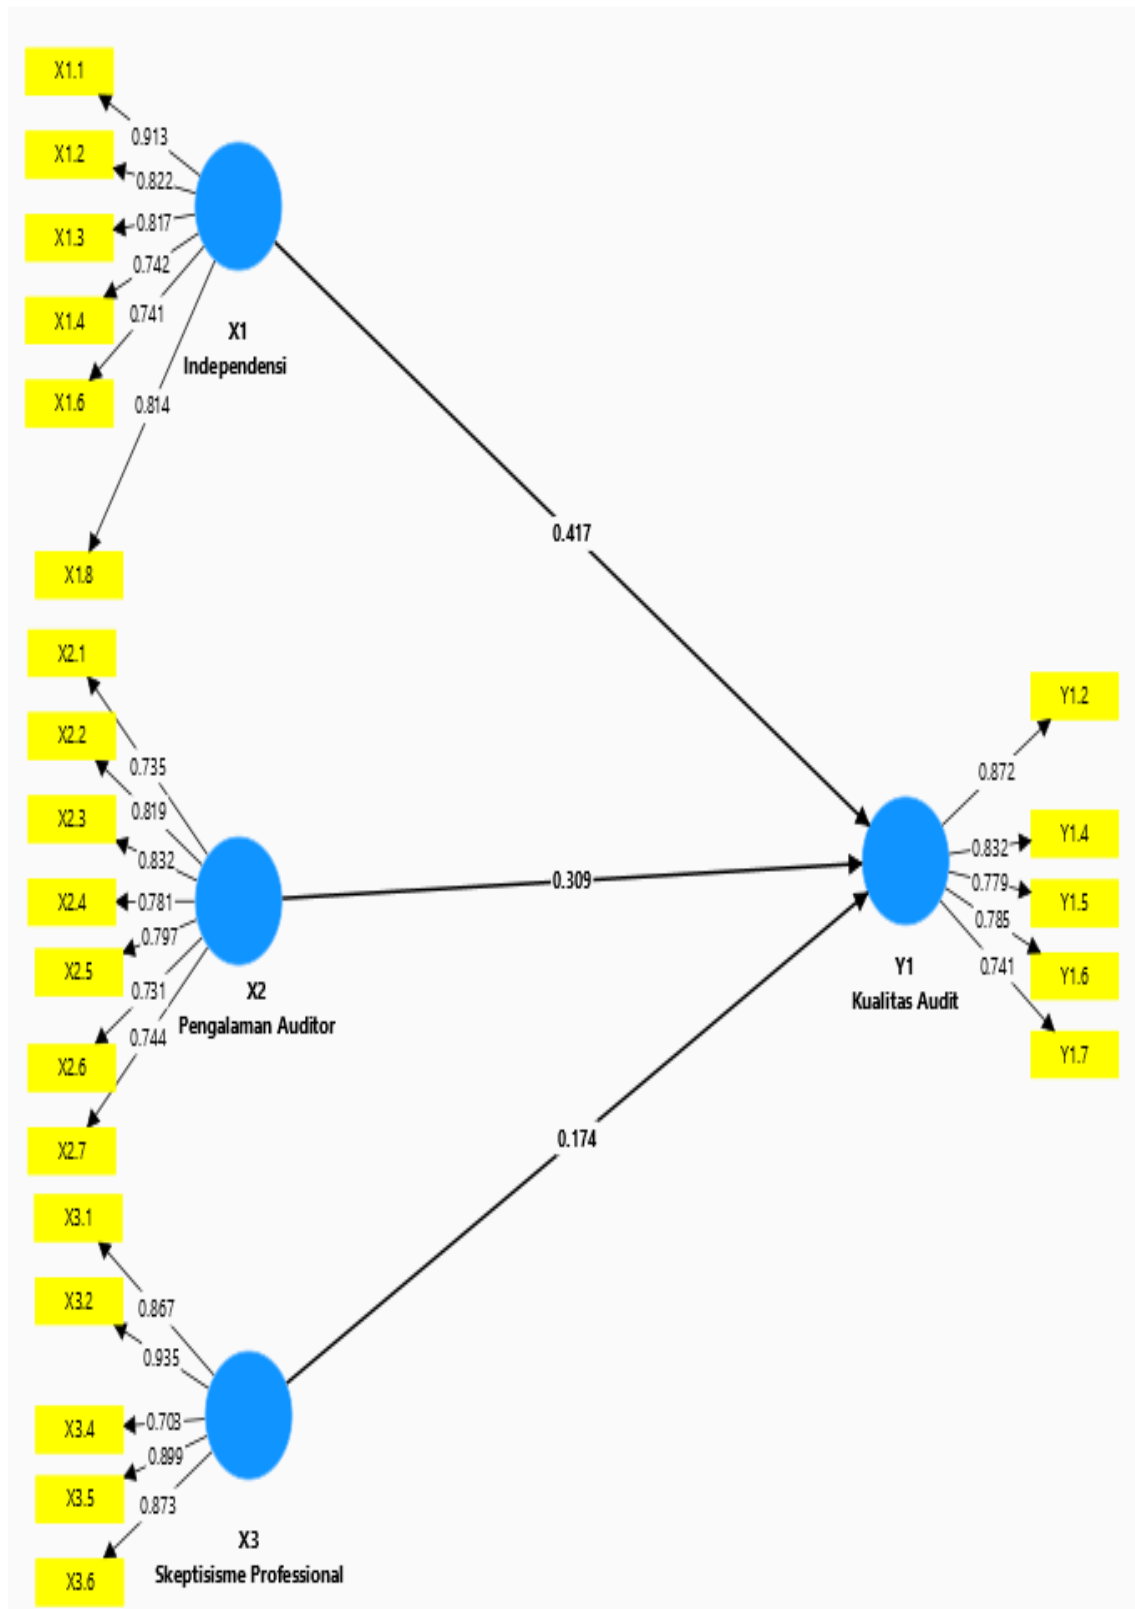 X1.1
0.913
X1.2
0.822
0.817
X1.3
0.742
X1.4
0.741
X1
Independensi
X1.6
0.814
0.417
X1.8
X2.1
X2.2
0.735
0.819
X2.3
0.832
X2.4
0.781
0.797
X2.5
0.731
0.744
X2
Pengalaman Auditor
X2.6
X2.7
0.309
Y1.2
0.872
0.832
Y1.4
0.779
Y1.5
0.785
0.741
Y1.6
Y1
Kualitas Audit
Y1.7
0.174
X3.1
X3.2
0.867
0.935
X3.4
0.703
0.899
X3.5
0.873
X3.6
X3
Skeptisisme Professional